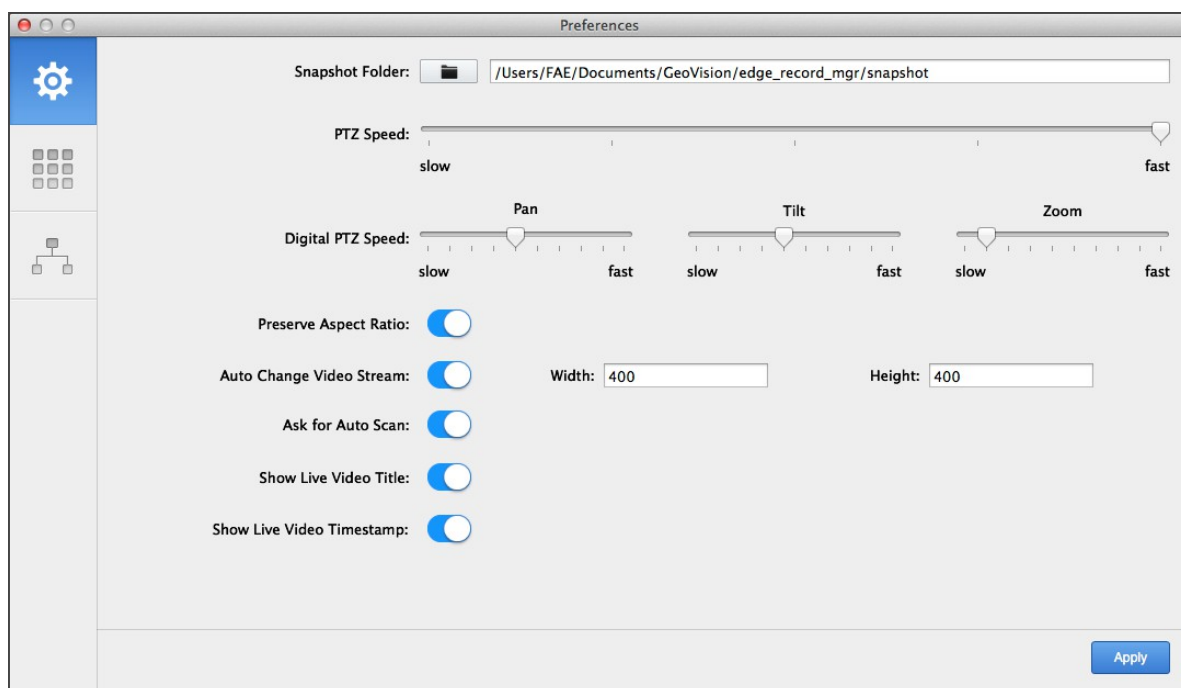 Preferences
Snapshot Folder: /Users/FAE/Documents/GeoVision/edge_record_mgr/snapshot
PTZ Speed:
slow fast
Pan Tilt Zoom
Digital PTZ Speed:
slow fast slow fast slow fast
Preserve Aspect Ratio:
Auto Change Video Stream: Width: 400 Height: 400
Ask for Auto Scan:
Show Live Video Title:
Show Live Video Timestamp:
Apply